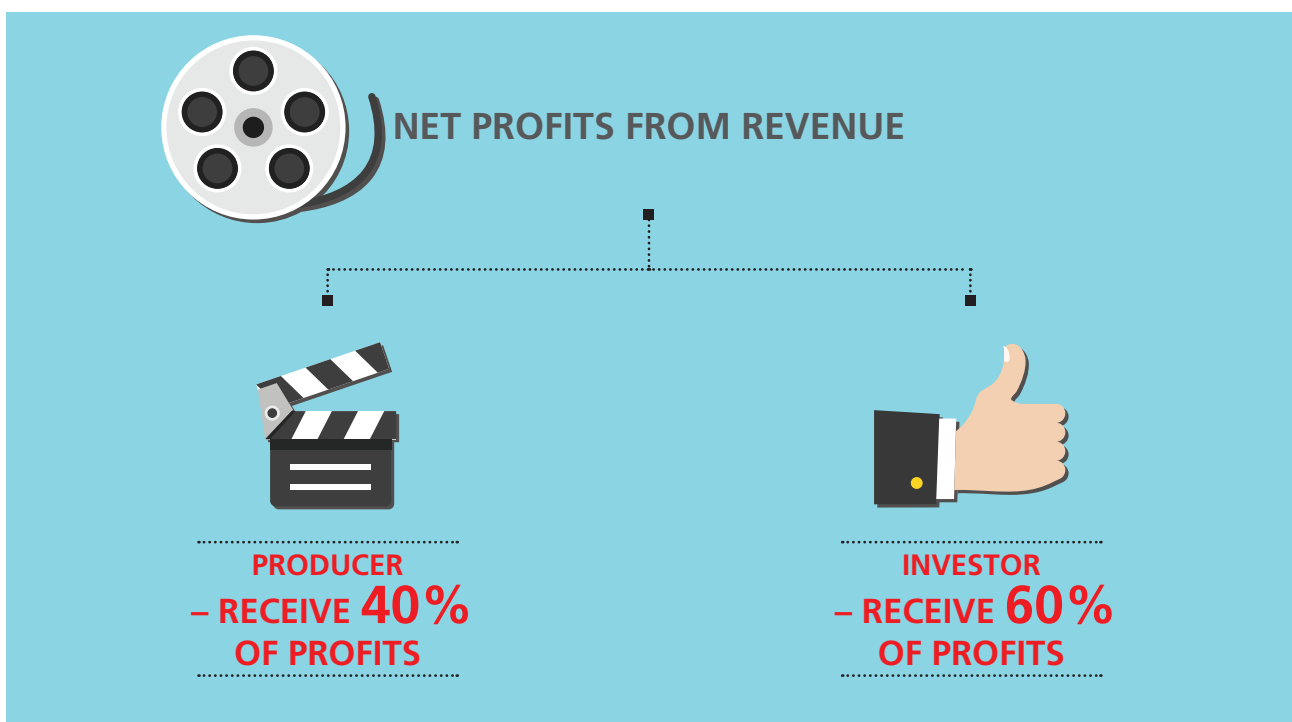 NET PROFITS FROM REVENUE
PRODUCER
– RECEIVE 40%
OF PROFITS
INVESTOR
– RECEIVE 60%
OF PROFITS